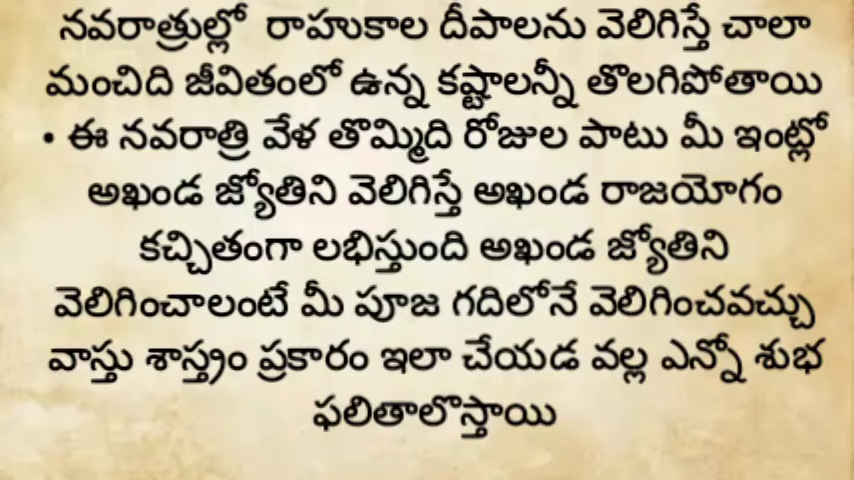 నవరాత్రుల్లో రాహుకాల దీపాలను వెలిగిస్తే చాలా
మంచిది జీవితంలో ఉన్న కష్టాలన్నీ తొలగిపోతాయి
• ఈ నవరాత్రి వేళ తొమ్మిది రోజుల పాటు మీ ఇంట్లో
అఖండ జ్యోతిని వెలిగిస్తే అఖండ రాజయోగం
కచ్చితంగా లభిస్తుంది అఖండ జ్యోతిని
వెలిగించాలంటే మీ పూజ గదిలోనే వెలిగించవచ్చు
వాస్తు శాస్త్రం ప్రకారం ఇలా చేయడ వల్ల ఎన్నో శుభ
ఫలితాలొస్తాయి